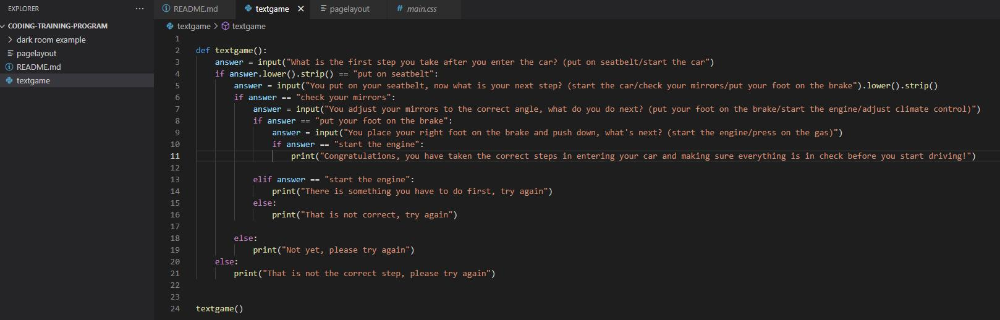 EXPLORER
CODING-TRAINING-PROGRAM
dark room example
pagelayout
README.md
textgame
README.md textgame pagelayout main.css
textgame > textgame
1
2 def textgame():
3 answer = input("What is the first step you take after you enter the car? (put on seatbelt/start the car")
4 if answer.lower().strip() == "put on seatbelt":
5 answer = input("You put on your seatbelt, now what is your next step? (start the car/check your mirrors/put your foot on the brake").lower().strip()
6 if answer == "check your mirrors":
7 answer = input("You adjust your mirrors to the correct angle, what do you do next? (put your foot on the brake/start the engine/adjust climate control)")
8 if answer == "put your foot on the brake":
9 answer = input("You place your right foot on the brake and push down, what's next? (start the engine/press on the gas)")
10 if answer == "start the engine":
11 print("Congratulations, you have taken the correct steps in entering your car and making sure everything is in check before you start driving!")
12
13 elif answer == "start the engine":
14 print("There is something you have to do first, try again")
15 else:
16 print("That is not correct, try again")
17
18 else:
19 print("Not yet, please try again")
20 else:
21 print("That is not the correct step, please try again")
22
23
24 textgame()